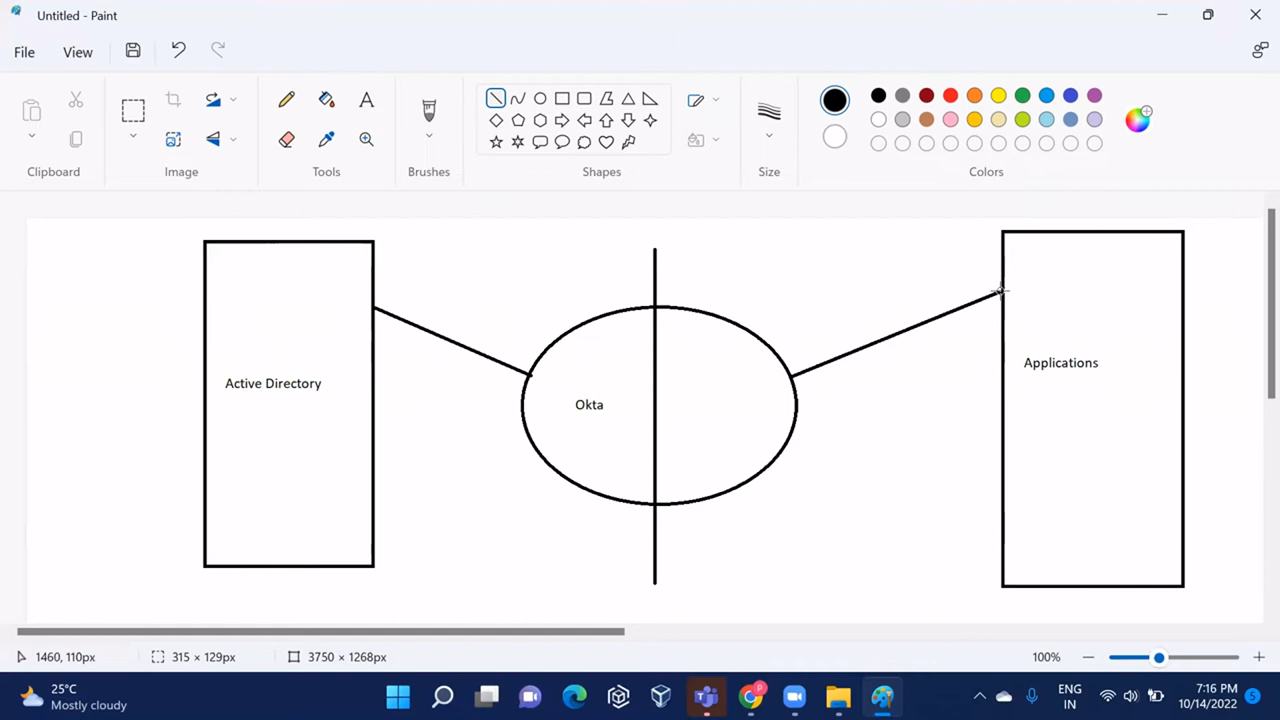 Untitled - Paint
File
View
Clipboard
Image
Tools
Brushes
Shapes
Size
Colors
Active Directory
Okta
Applications
1460, 110px
315 × 129px
3750 × 1268px
100%
25°C
Mostly cloudy
P
ENG
IN
7:16 PM
10/14/2022
5